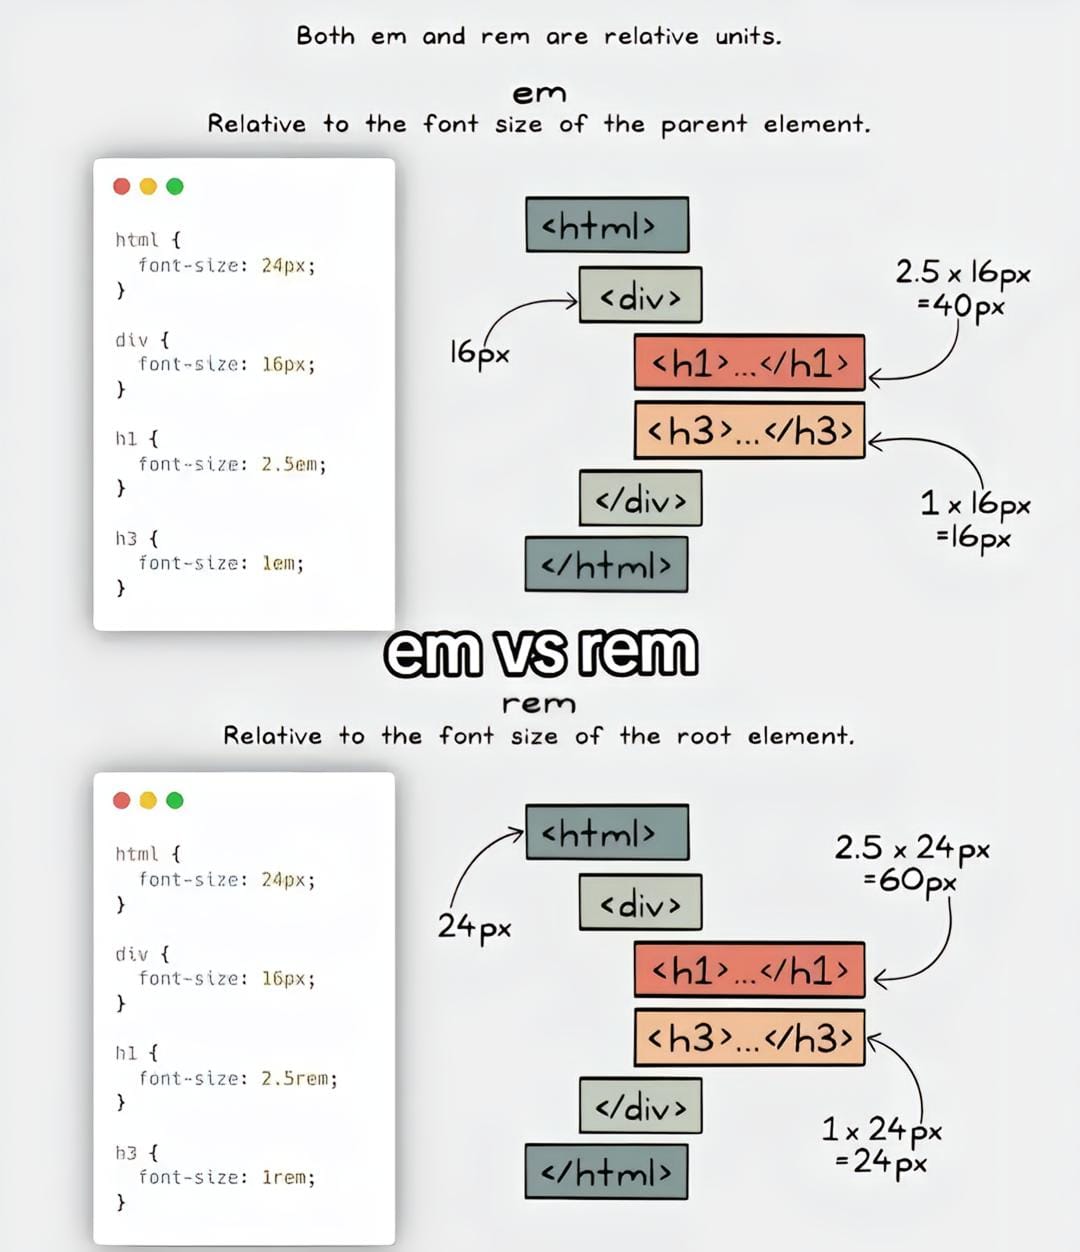 Both em and rem are relative units.
em
Relative to the font size of the parent element.
html {
font-size: 24px;
}
div {
font-size: 16px;
}
h1 {
font-size: 2.5em;
}
h3 {
font-size: 1em;
}
<html>
<div>
16px
<h1>...</h1>
2.5 x 16px
=40px
<h3>...</h3>
1 x 16px
=16px
</div>
</html>
em vs rem
rem
Relative to the font size of the root element.
html {
font-size: 24px;
}
div {
font-size: 16px;
}
h1 {
font-size: 2.5rem;
}
h3 {
font-size: 1rem;
}
<html>
24px
<div>
<h1>...</h1>
2.5 x 24px
=60px
<h3>...</h3>
1 x 24px
=24px
</div>
</html>